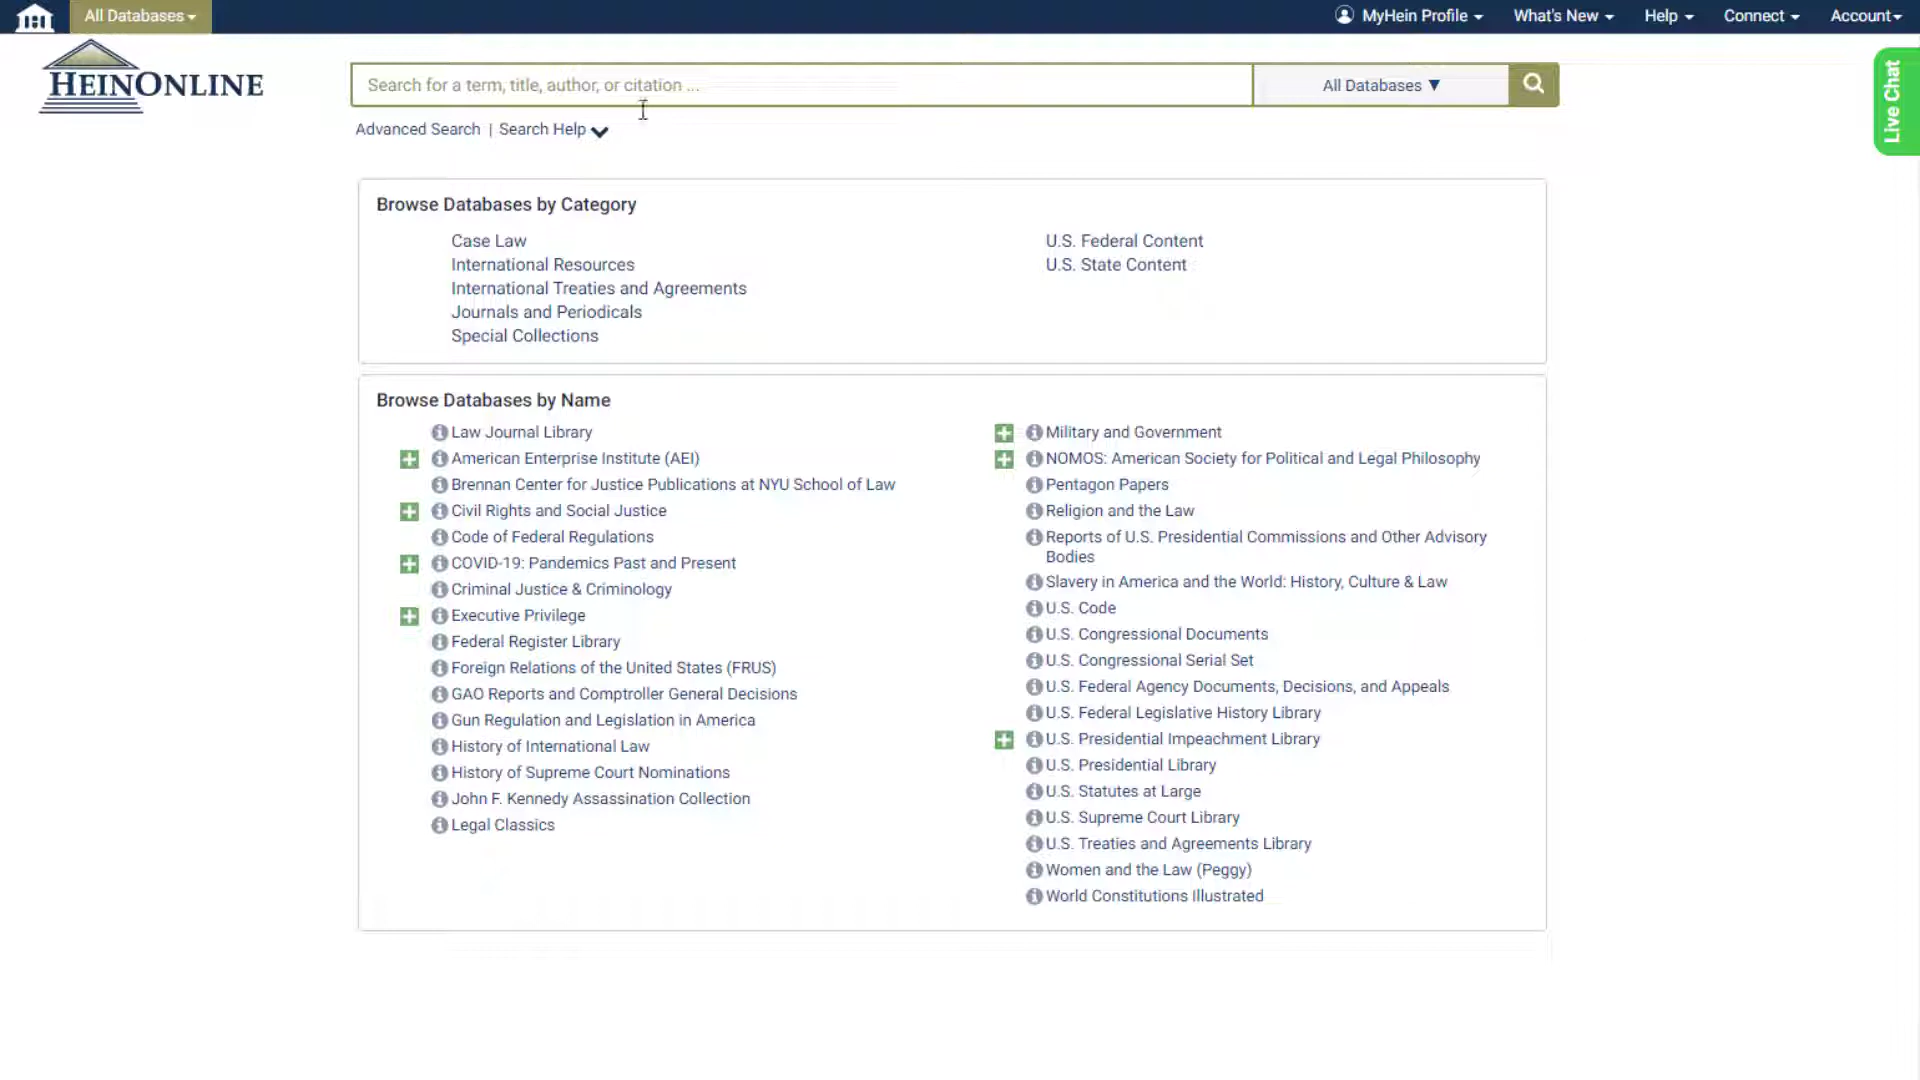 All Databases
MyHein Profile
What's New
Help
Connect
Account
HEINONLINE
Search for a term, title, author, or citation ...
All Databases ▼
Live Chat
Advanced Search | Search Help
Browse Databases by Category
Case Law
International Resources
International Treaties and Agreements
Journals and Periodicals
Special Collections
U.S. Federal Content
U.S. State Content
Browse Databases by Name
Law Journal Library
American Enterprise Institute (AEI)
Brennan Center for Justice Publications at NYU School of Law
Civil Rights and Social Justice
Code of Federal Regulations
COVID-19: Pandemics Past and Present
Criminal Justice & Criminology
Executive Privilege
Federal Register Library
Foreign Relations of the United States (FRUS)
GAO Reports and Comptroller General Decisions
Gun Regulation and Legislation in America
History of International Law
History of Supreme Court Nominations
John F. Kennedy Assassination Collection
Legal Classics
Military and Government
NOMOS: American Society for Political and Legal Philosophy
Pentagon Papers
Religion and the Law
Reports of U.S. Presidential Commissions and Other Advisory
Bodies
Slavery in America and the World: History, Culture & Law
U.S. Code
U.S. Congressional Documents
U.S. Congressional Serial Set
U.S. Federal Agency Documents, Decisions, and Appeals
U.S. Federal Legislative History Library
U.S. Presidential Impeachment Library
U.S. Presidential Library
U.S. Statutes at Large
U.S. Supreme Court Library
U.S. Treaties and Agreements Library
Women and the Law (Peggy)
World Constitutions Illustrated